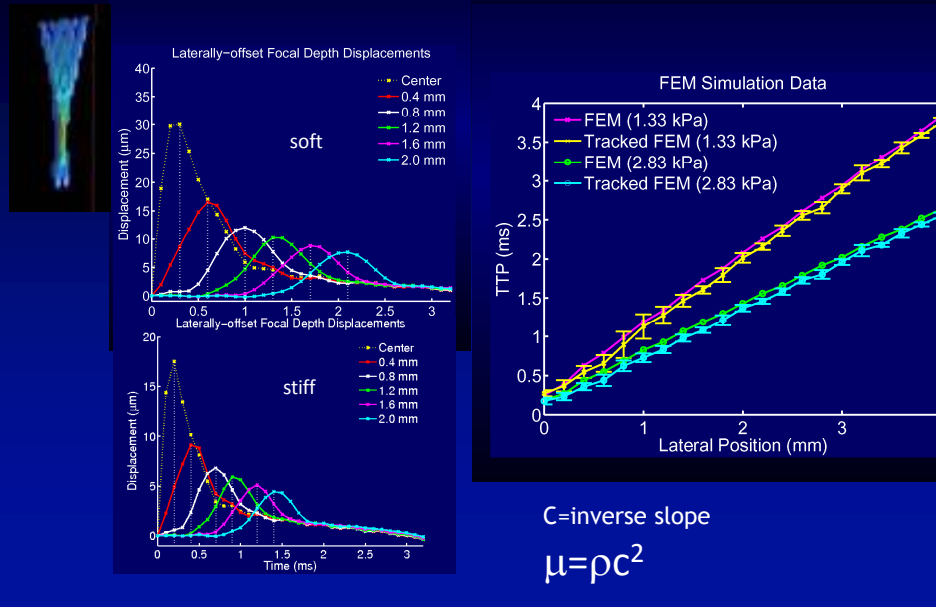 Laterally-offset Focal Depth Displacements
40
35
30
25
20
15
10
5
0
Displacement (μm)
Center
0.4 mm
0.8 mm
1.2 mm
1.6 mm
2.0 mm
soft
0 0.5 1 1.5 2 2.5 3
Laterally-offset Focal Depth Displacements
20
15
10
5
0
Displacement (μm)
Center
0.4 mm
0.8 mm
1.2 mm
1.6 mm
2.0 mm
stiff
0 0.5 1 1.5 2 2.5 3
Time (ms)
FEM Simulation Data
4
3.5
3
2.5
2
1.5
1
0.5
0
TTP (ms)
FEM (1.33 kPa)
Tracked FEM (1.33 kPa)
FEM (2.83 kPa)
Tracked FEM (2.83 kPa)
0 1 2 3
Lateral Position (mm)
C=inverse slope
μ=ρc²